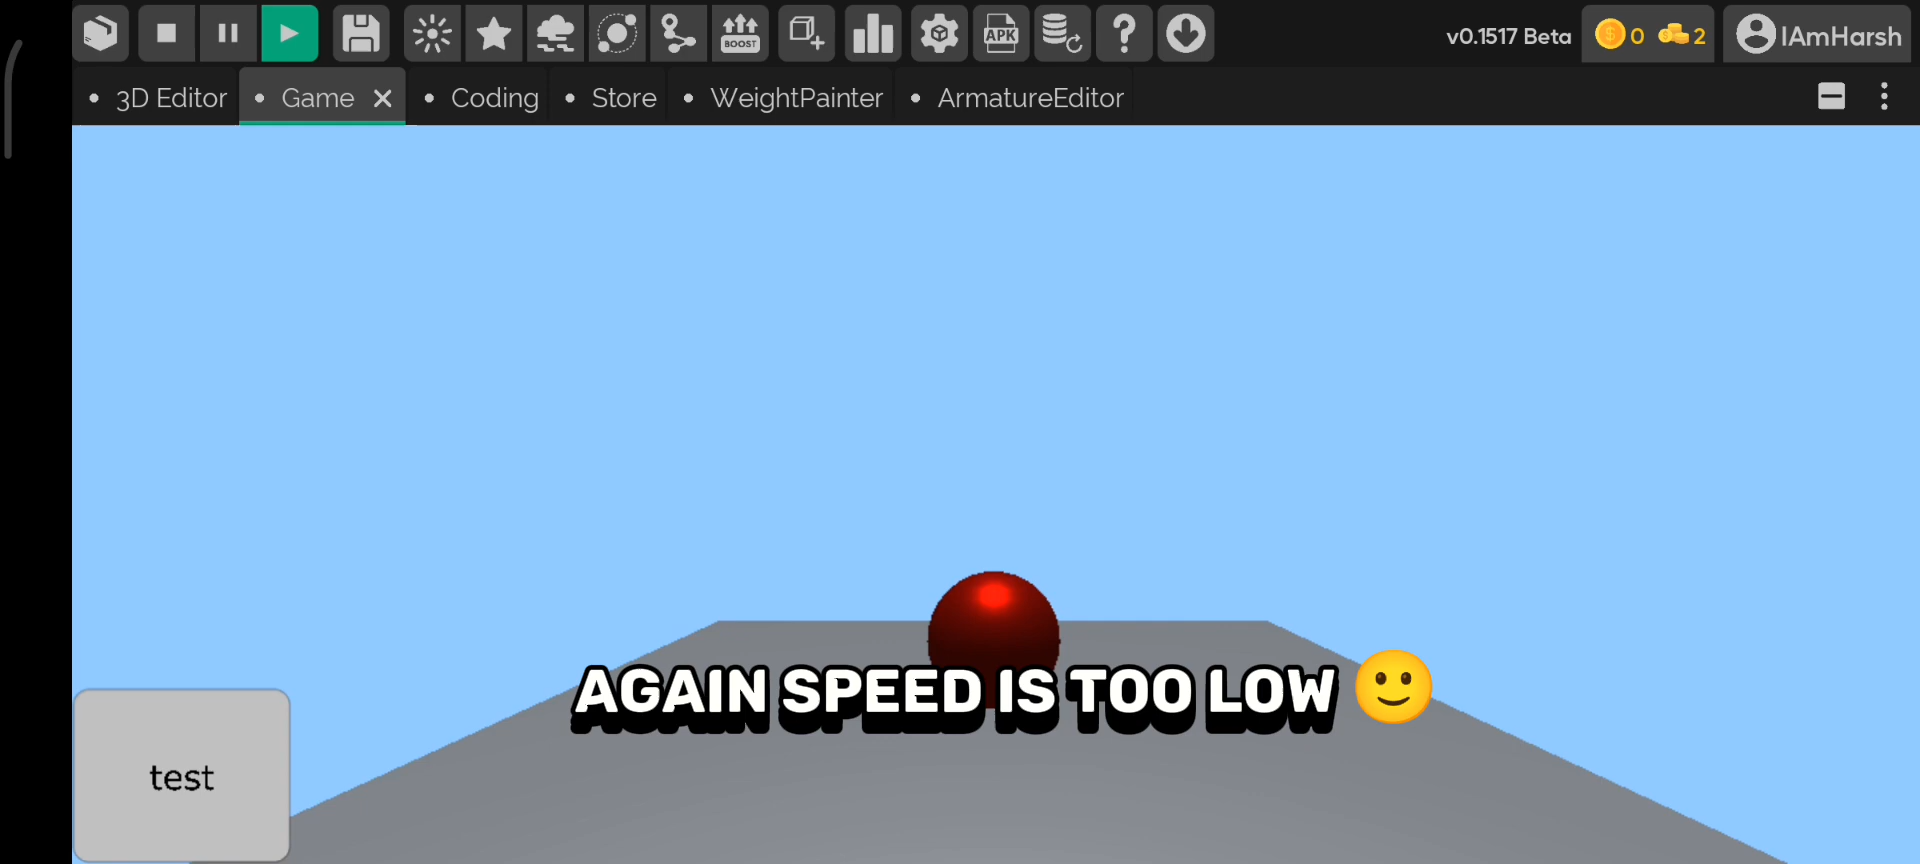 BOOST
APK
v0.1517 Beta
0
2
IAmHarsh
3D Editor
Game
Coding
Store
WeightPainter
ArmatureEditor
AGAIN SPEED IS TOO LOW 🙂
test